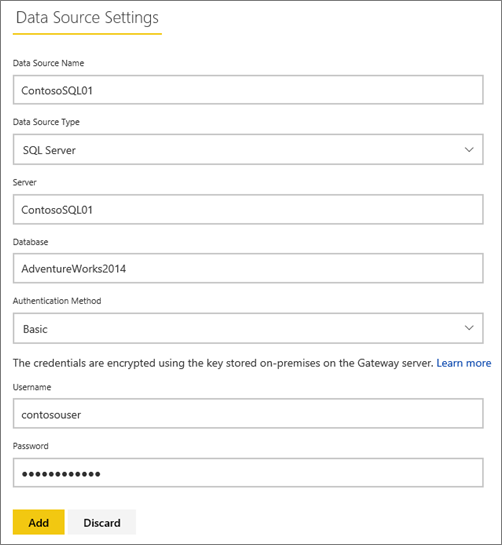 Data Source Settings
Data Source Name
ContosoSQL01
Data Source Type
SQL Server
Server
ContosoSQL01
Database
AdventureWorks2014
Authentication Method
Basic
The credentials are encrypted using the key stored on-premises on the Gateway server. Learn more
Username
contosouser
Password
••••••••••••
Add Discard